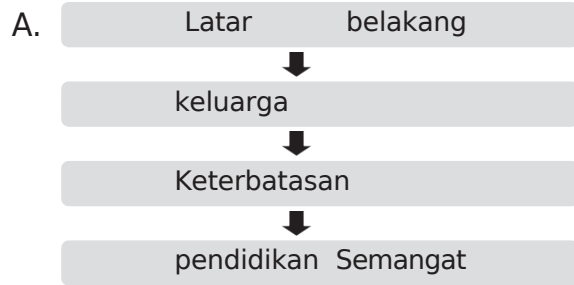 A. Latar belakang
keluarga
Keterbatasan
pendidikan Semangat